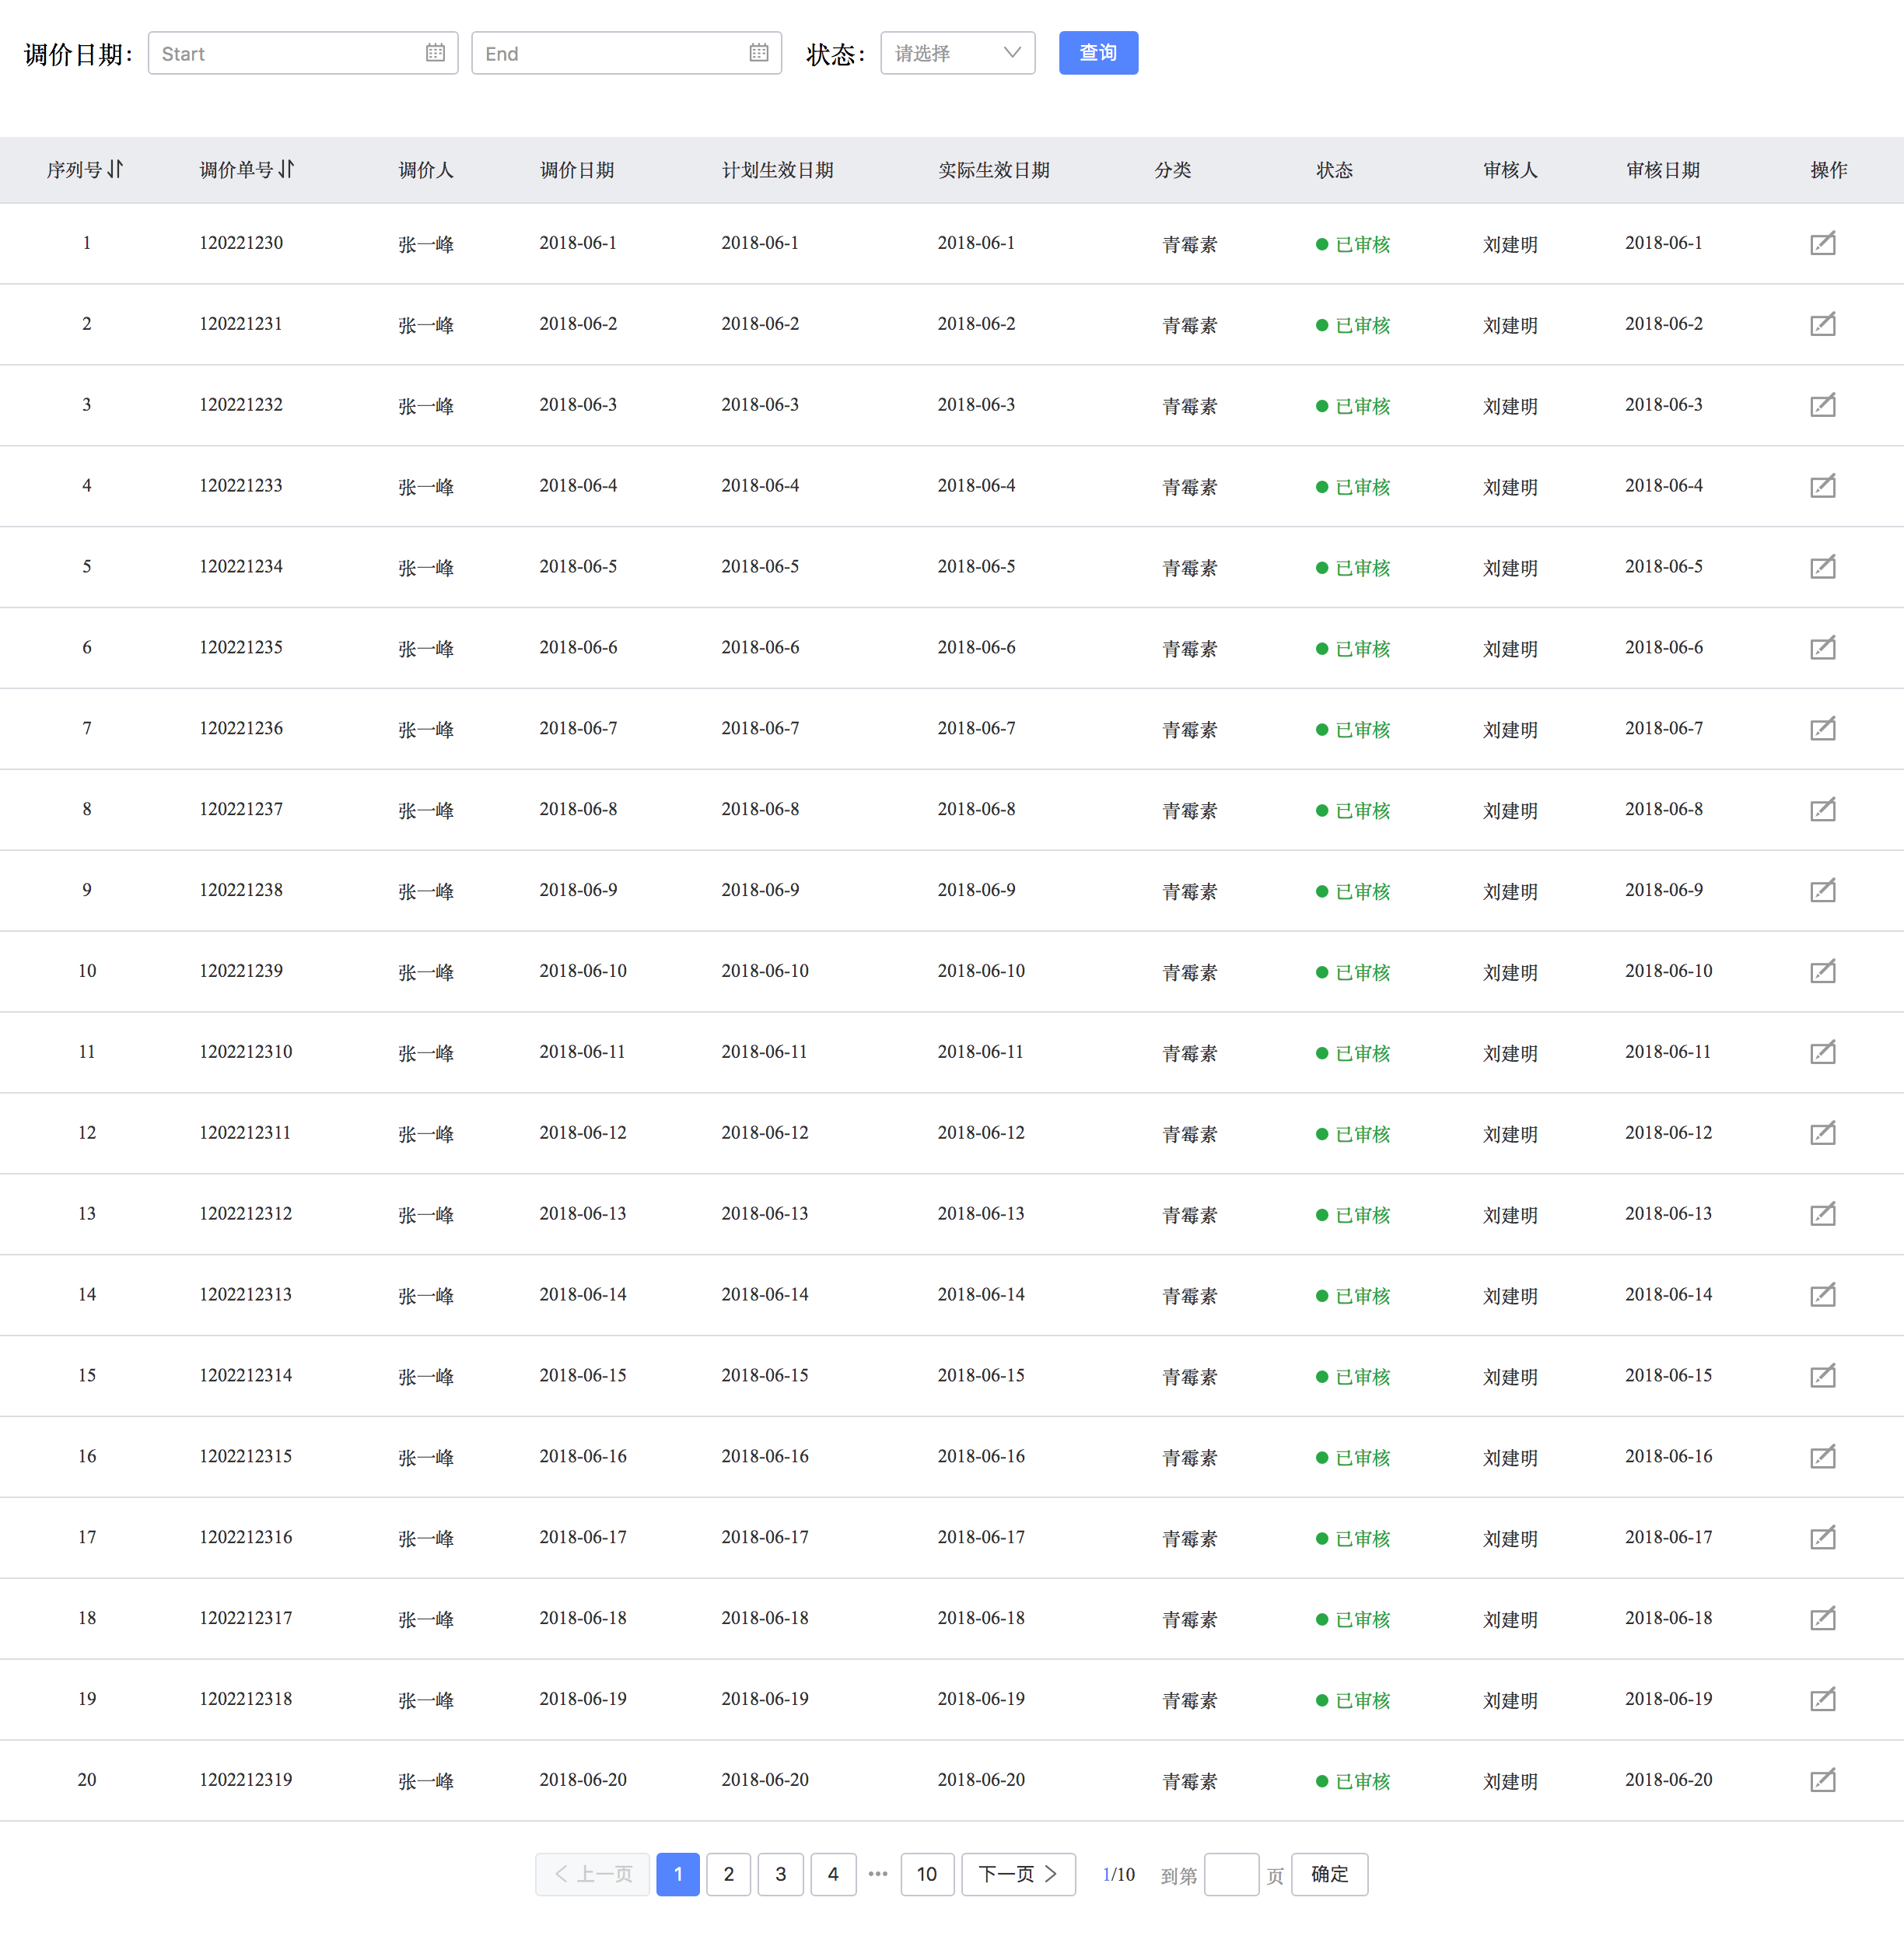 调价日期： Start End 状态： 请选择 查询
序列号 调价单号 调价人 调价日期 计划生效日期 实际生效日期 分类 状态 审核人 审核日期 操作
1 120221230 张一峰 2018-06-1 2018-06-1 2018-06-1 青霉素 已审核 刘建明 2018-06-1
2 120221231 张一峰 2018-06-2 2018-06-2 2018-06-2 青霉素 已审核 刘建明 2018-06-2
3 120221232 张一峰 2018-06-3 2018-06-3 2018-06-3 青霉素 已审核 刘建明 2018-06-3
4 120221233 张一峰 2018-06-4 2018-06-4 2018-06-4 青霉素 已审核 刘建明 2018-06-4
5 120221234 张一峰 2018-06-5 2018-06-5 2018-06-5 青霉素 已审核 刘建明 2018-06-5
6 120221235 张一峰 2018-06-6 2018-06-6 2018-06-6 青霉素 已审核 刘建明 2018-06-6
7 120221236 张一峰 2018-06-7 2018-06-7 2018-06-7 青霉素 已审核 刘建明 2018-06-7
8 120221237 张一峰 2018-06-8 2018-06-8 2018-06-8 青霉素 已审核 刘建明 2018-06-8
9 120221238 张一峰 2018-06-9 2018-06-9 2018-06-9 青霉素 已审核 刘建明 2018-06-9
10 120221239 张一峰 2018-06-10 2018-06-10 2018-06-10 青霉素 已审核 刘建明 2018-06-10
11 1202212310 张一峰 2018-06-11 2018-06-11 2018-06-11 青霉素 已审核 刘建明 2018-06-11
12 1202212311 张一峰 2018-06-12 2018-06-12 2018-06-12 青霉素 已审核 刘建明 2018-06-12
13 1202212312 张一峰 2018-06-13 2018-06-13 2018-06-13 青霉素 已审核 刘建明 2018-06-13
14 1202212313 张一峰 2018-06-14 2018-06-14 2018-06-14 青霉素 已审核 刘建明 2018-06-14
15 1202212314 张一峰 2018-06-15 2018-06-15 2018-06-15 青霉素 已审核 刘建明 2018-06-15
16 1202212315 张一峰 2018-06-16 2018-06-16 2018-06-16 青霉素 已审核 刘建明 2018-06-16
17 1202212316 张一峰 2018-06-17 2018-06-17 2018-06-17 青霉素 已审核 刘建明 2018-06-17
18 1202212317 张一峰 2018-06-18 2018-06-18 2018-06-18 青霉素 已审核 刘建明 2018-06-18
19 1202212318 张一峰 2018-06-19 2018-06-19 2018-06-19 青霉素 已审核 刘建明 2018-06-19
20 1202212319 张一峰 2018-06-20 2018-06-20 2018-06-20 青霉素 已审核 刘建明 2018-06-20
上一页 1 2 3 4 ••• 10 下一页 1/10 到第 页 确定